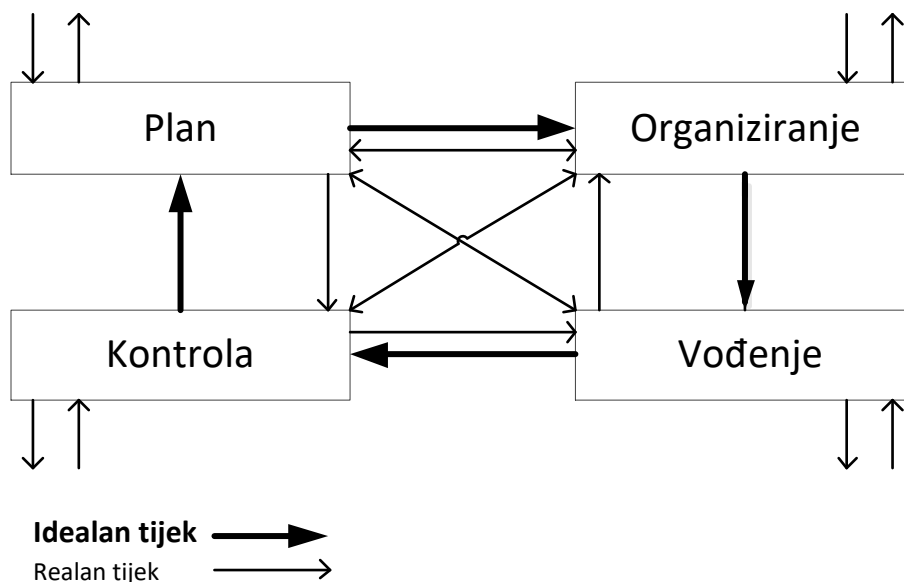 Plan
Organiziranje
Kontrola
Vođenje
Idealan tijek
Realan tijek